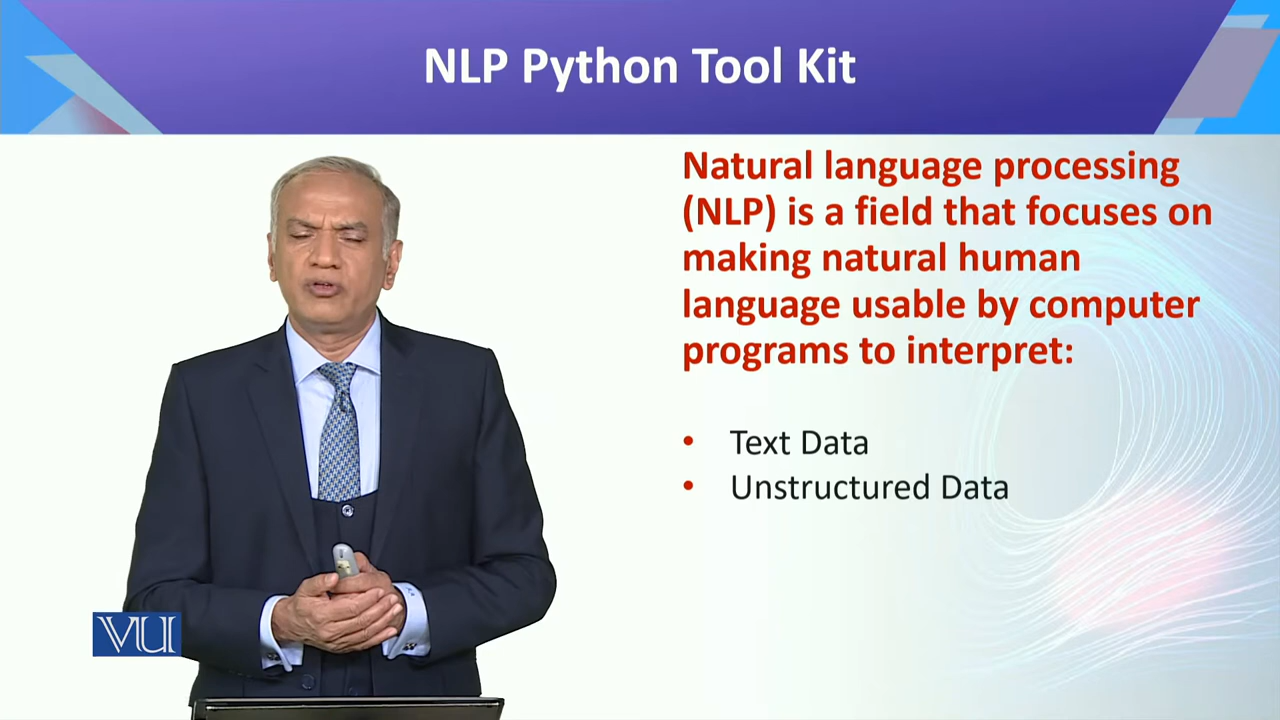 NLP Python Tool Kit
Natural language processing
(NLP) is a field that focuses on
making natural human
language usable by computer
programs to interpret:
• Text Data
• Unstructured Data
VU